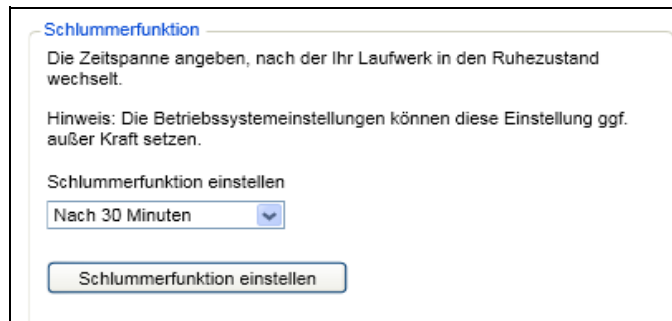 Schlummerfunktion
Die Zeitspanne angeben, nach der Ihr Laufwerk in den Ruhezustand
wechselt.
Hinweis: Die Betriebssystemeinstellungen können diese Einstellung ggf.
außer Kraft setzen.
Schlummerfunktion einstellen
Nach 30 Minuten
Schlummerfunktion einstellen